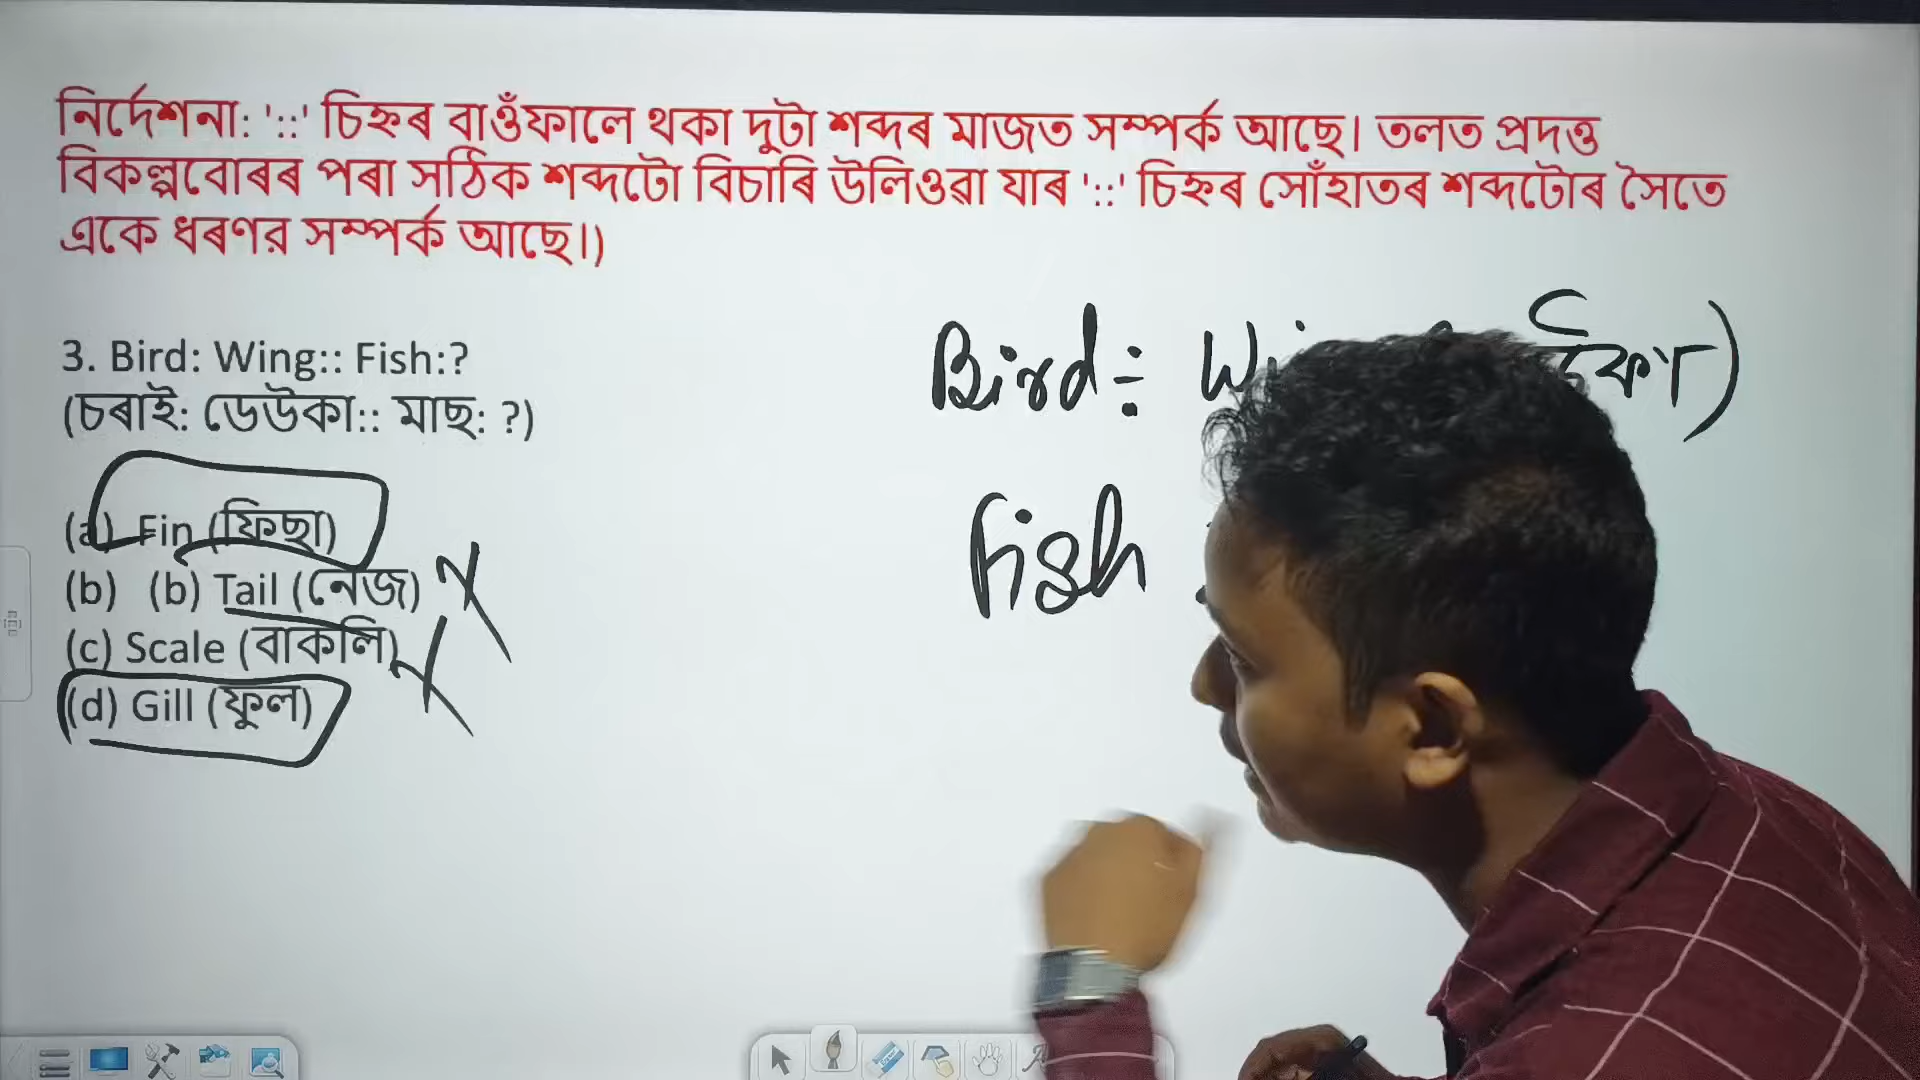 নিৰ্দেশনা: '::' চিহ্নৰ বাওঁফালে থকা দুটা শব্দৰ মাজত সম্পৰ্ক আছে। তলত প্ৰদত্ত
বিকল্পবোৰৰ পৰা সঠিক শব্দটো বিচাৰি উলিওৱা যাৰ '::' চিহ্নৰ সোঁহাতৰ শব্দটোৰ সৈতে
একে ধৰণৰ সম্পৰ্ক আছে।)
3. Bird: Wing:: Fish:?
(চৰাই: ডেউকা:: মাছ: ?)
(a) Fin (ফিছা)
(b) (b) Tail (নেজ)
(c) Scale (বাকলি)
(d) Gill (ফুল)
Bird :
Fish